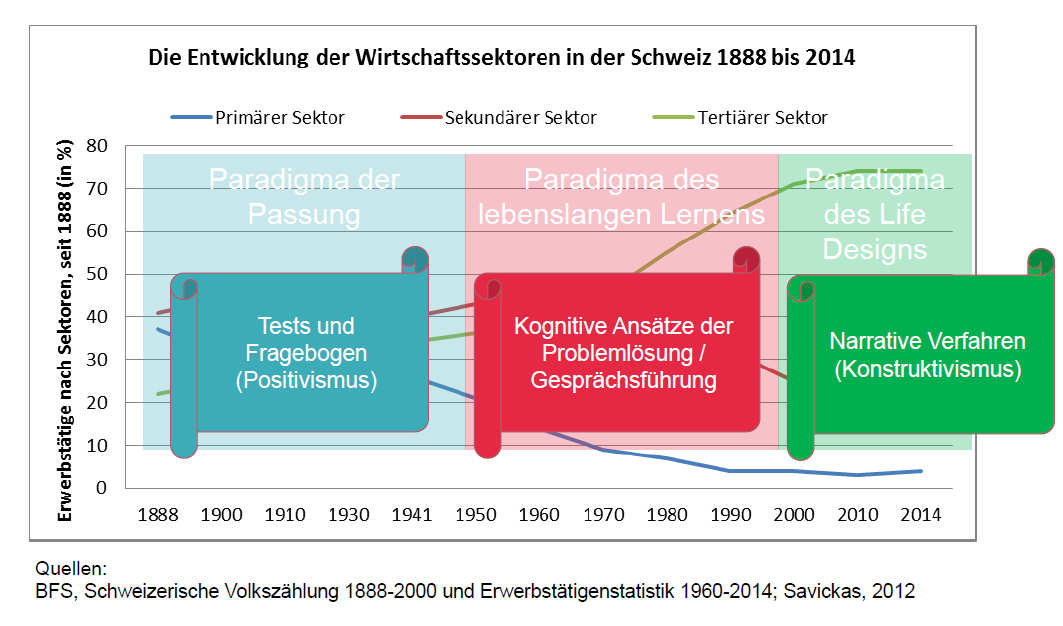 Die Entwicklung der Wirtschaftssektoren in der Schweiz 1888 bis 2014
Primärer Sektor
Sekundärer Sektor
Tertiärer Sektor
Erwerbstätige nach Sektoren, seit 1888 (in %)
80
70
60
50
40
30
20
10
0
Paradigma der
Passung
Paradigma des
lebenslangen Lernens
Paradigma
des Life
Designs
Tests und
Fragebogen
(Positivismus)
Kognitive Ansätze der
Problemlösung /
Gesprächsführung
Narrative Verfahren
(Konstruktivismus)
1888 1900 1910 1930 1941 1950 1960 1970 1980 1990 2000 2010 2014
Quellen:
BFS, Schweizerische Volkszählung 1888-2000 und Erwerbstätigenstatistik 1960-2014; Savickas, 2012